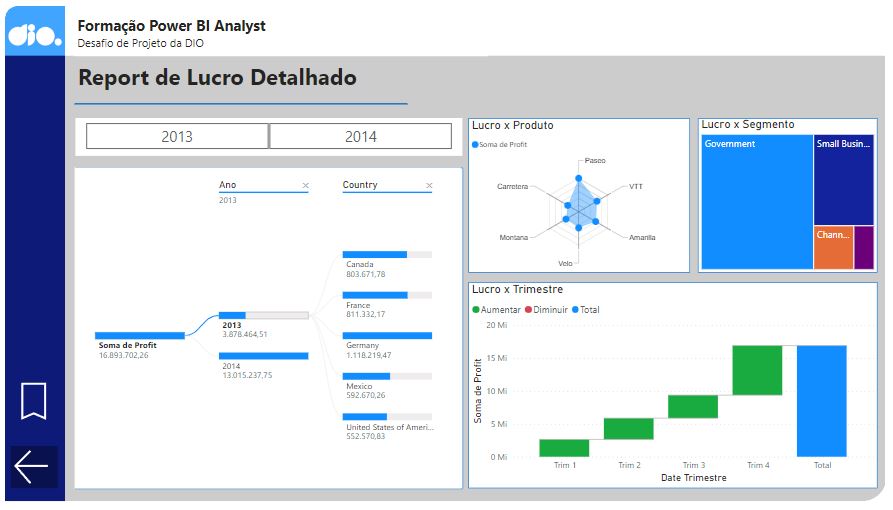 dio.
Formação Power BI Analyst
Desafio de Projeto da DIO
Report de Lucro Detalhado
2013
2014
Ano
2013
Country
Soma de Profit
16.893.702,26
2013
3.878.464,51
2014
13.015.237,75
Canada
803.671,78
France
811.332,17
Germany
1.118.219,47
Mexico
592.670,26
United States of Ameri...
552.570,83
Lucro x Produto
Soma de Profit
Paseo
VTT
Amarilla
Velo
Montana
Carretera
Lucro x Segmento
Government
Small Busin...
Chann...
Lucro x Trimestre
Aumentar Diminuir Total
Soma de Profit
20 Mi
15 Mi
10 Mi
5 Mi
0 Mi
Trim 1 Trim 2 Trim 3 Trim 4 Total
Date Trimestre